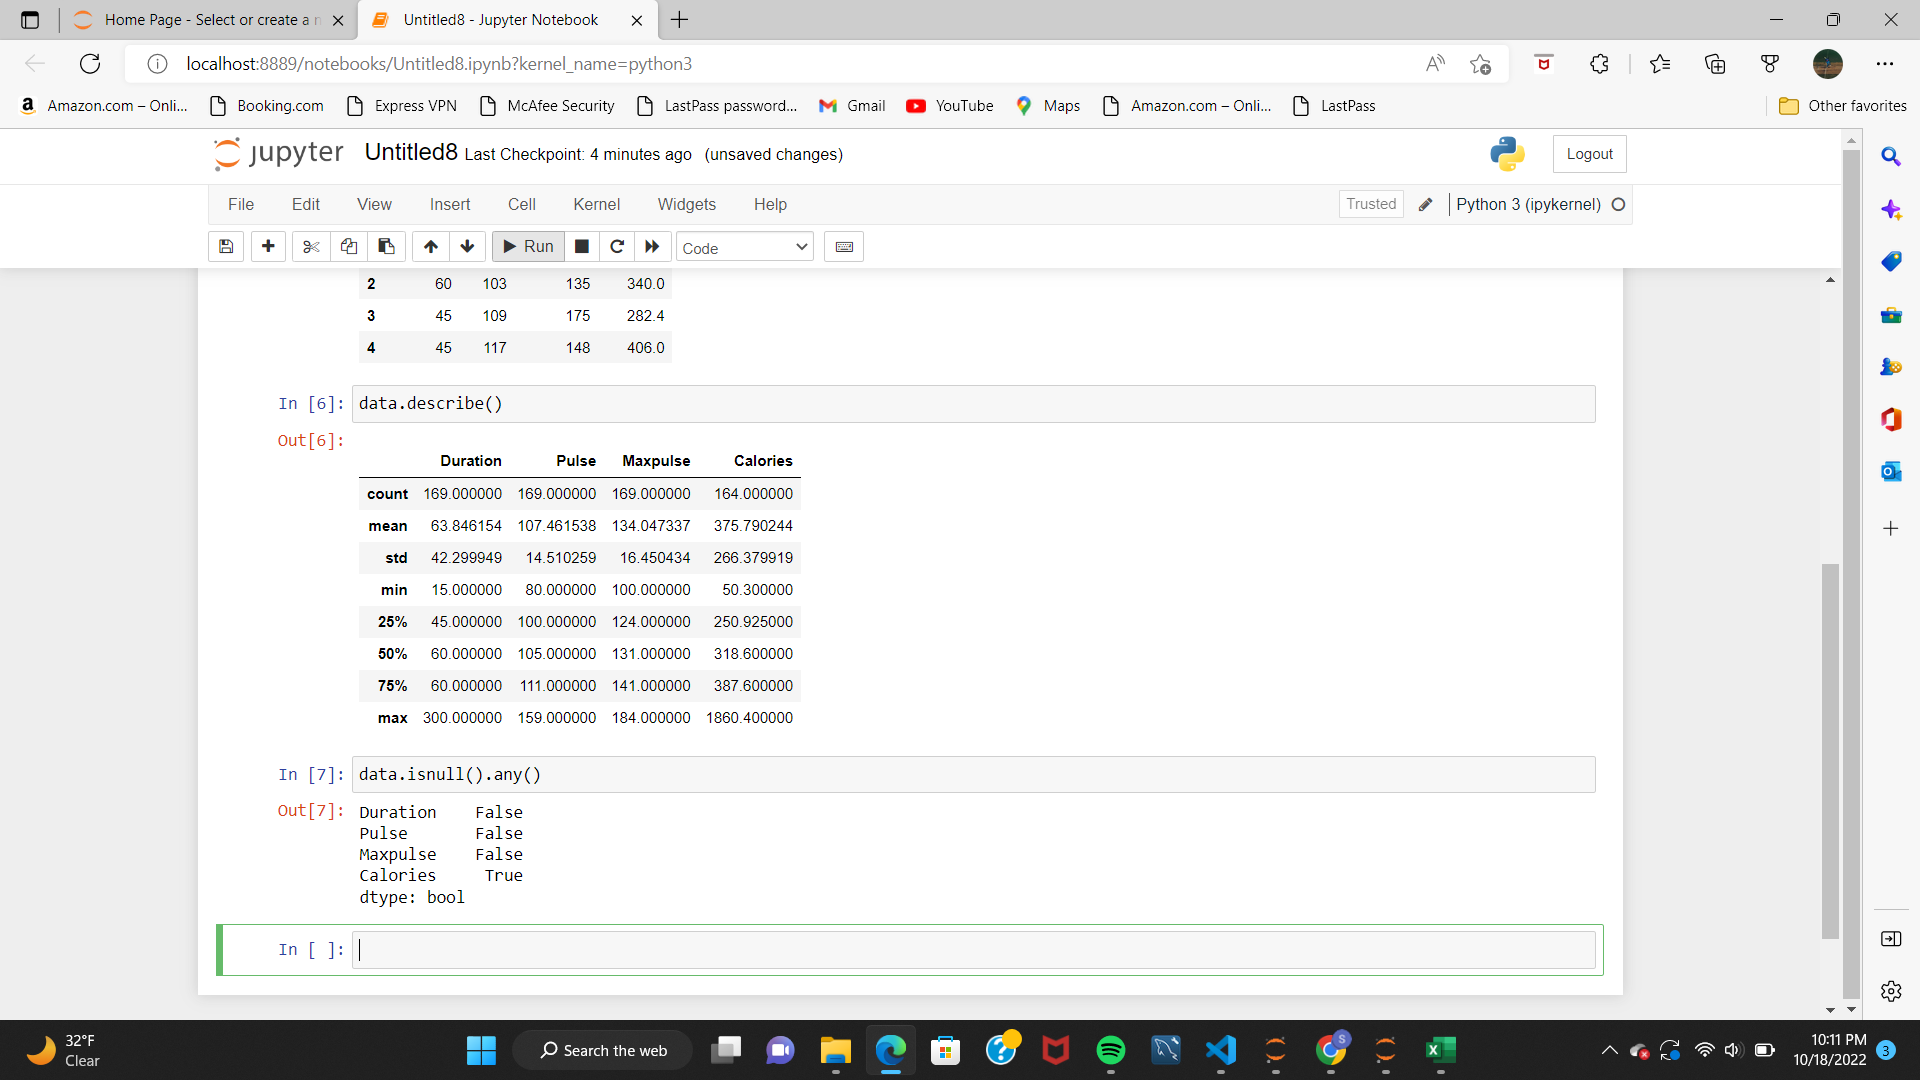 Home Page - Select or create a n
Untitled8 - Jupyter Notebook
localhost:8889/notebooks/Untitled8.ipynb?kernel_name=python3
Amazon.com – Onli... Booking.com Express VPN McAfee Security LastPass password... Gmail YouTube Maps Amazon.com – Onli... LastPass Other favorites
jupyter Untitled8 Last Checkpoint: 4 minutes ago (unsaved changes) Logout
File Edit View Insert Cell Kernel Widgets Help Trusted Python 3 (ipykernel)
Run Code
2 60 103 135 340.0
3 45 109 175 282.4
4 45 117 148 406.0
In [6]: data.describe()
Out[6]:
Duration Pulse Maxpulse Calories
count 169.000000 169.000000 169.000000 164.000000
mean 63.846154 107.461538 134.047337 375.790244
std 42.299949 14.510259 16.450434 266.379919
min 15.000000 80.000000 100.000000 50.300000
25% 45.000000 100.000000 124.000000 250.925000
50% 60.000000 105.000000 131.000000 318.600000
75% 60.000000 111.000000 141.000000 387.600000
max 300.000000 159.000000 184.000000 1860.400000
In [7]: data.isnull().any()
Out[7]: Duration False
Pulse False
Maxpulse False
Calories True
dtype: bool
In [ ]:
32°F
Clear
Search the web
S
10:11 PM
10/18/2022
3